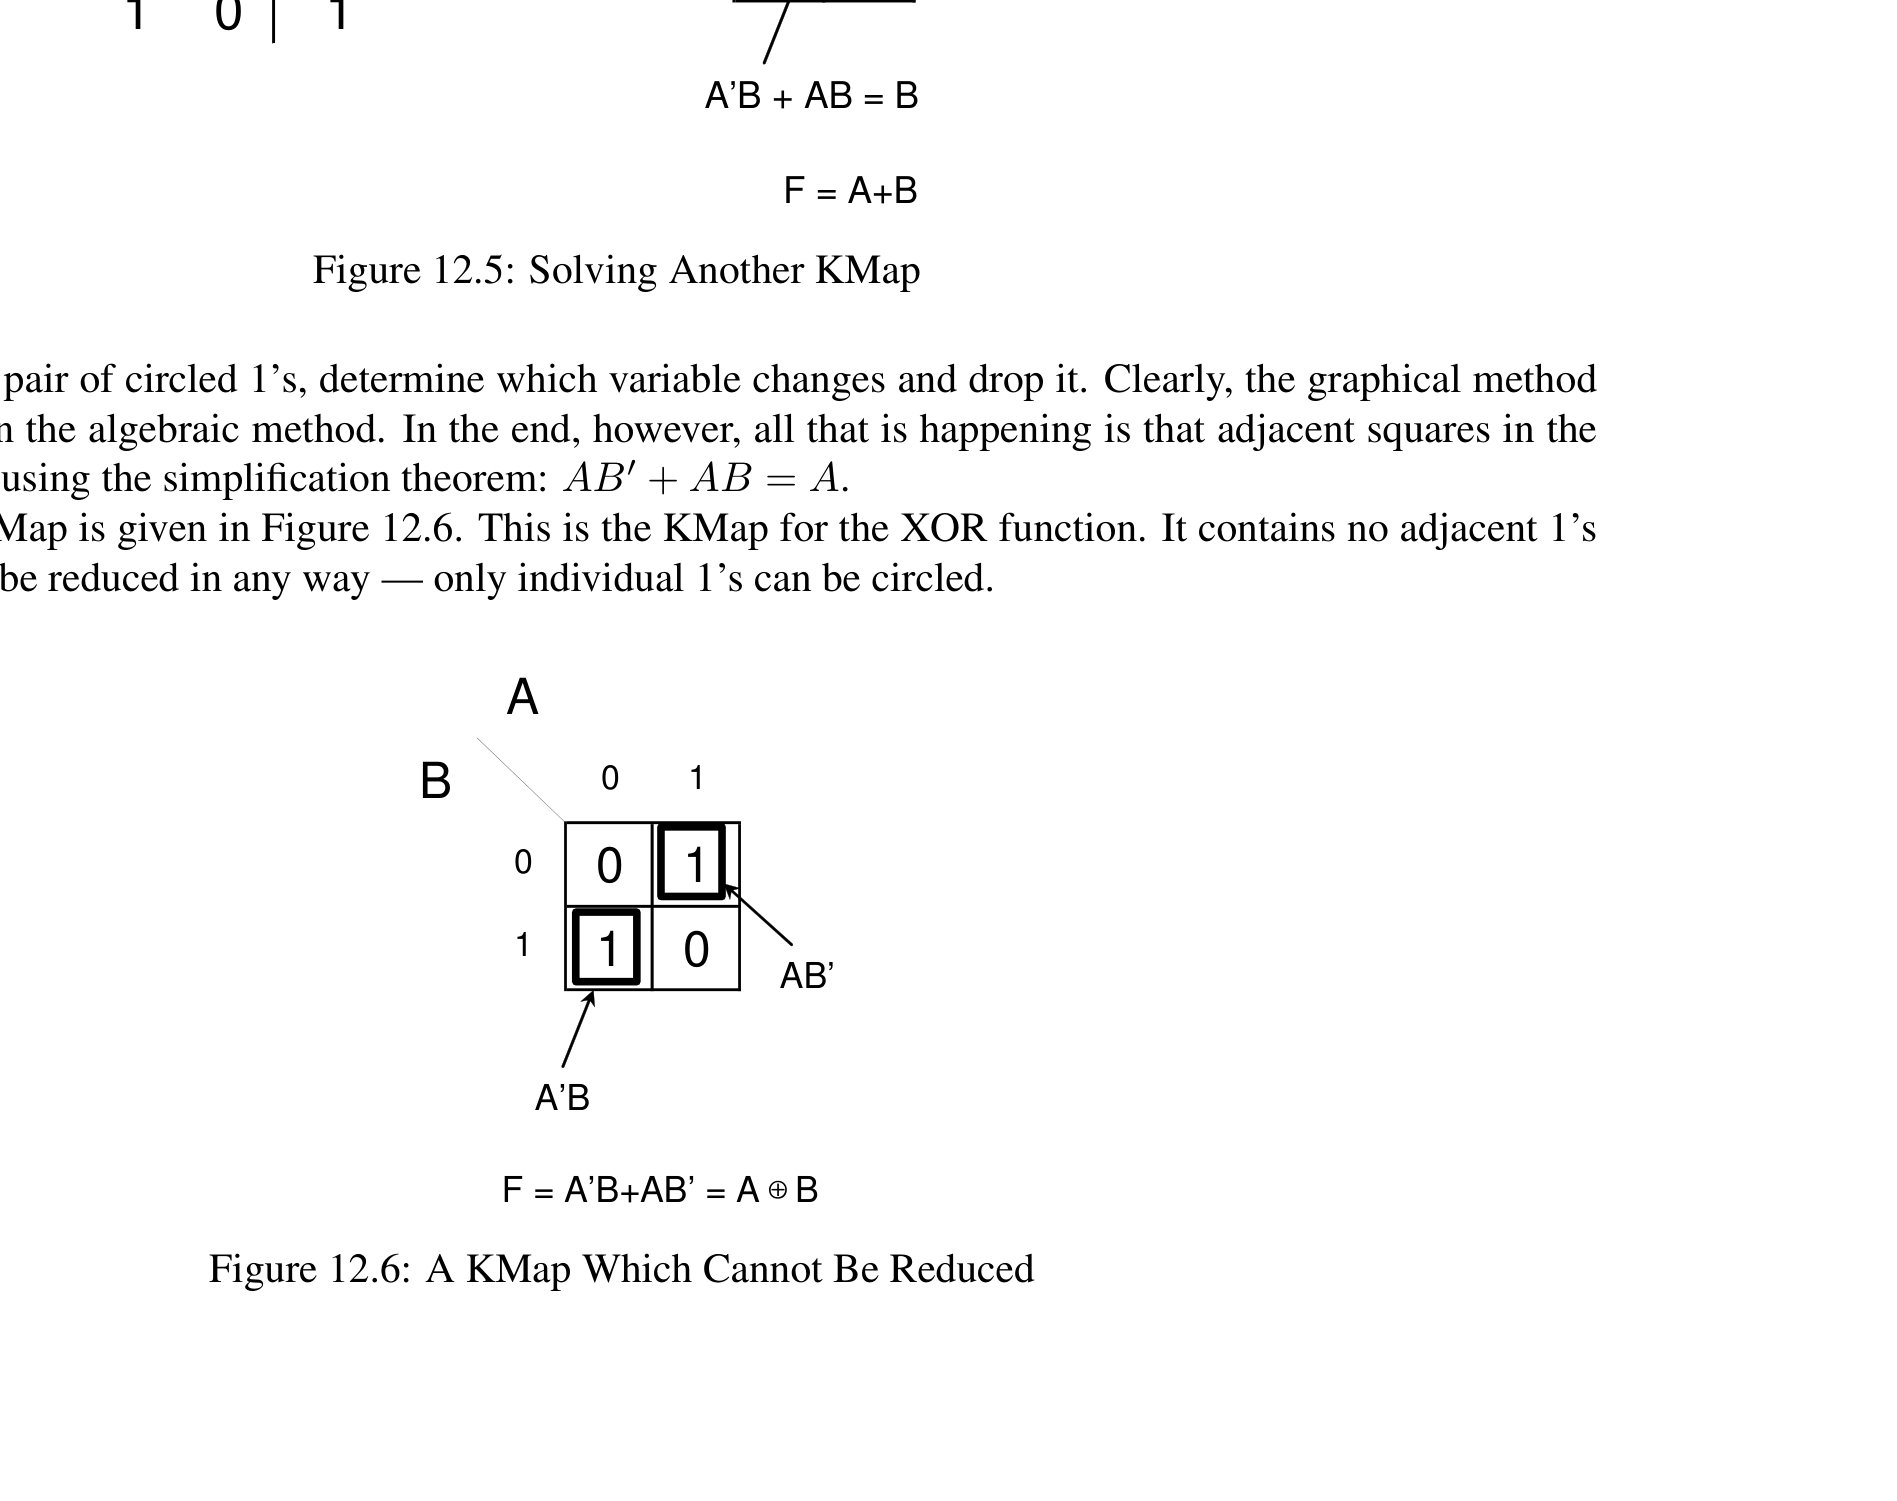 1 0 1
A’B + AB = B
F = A+B
Figure 12.5: Solving Another KMap
pair of circled 1’s, determine which variable changes and drop it. Clearly, the graphical method
the algebraic method. In the end, however, all that is happening is that adjacent squares in the
using the simplification theorem: AB′ + AB = A.
Map is given in Figure 12.6. This is the KMap for the XOR function. It contains no adjacent 1’s
be reduced in any way — only individual 1’s can be circled.
A
B
0 1
0 0 1
1 1 0
AB’
A’B
F = A’B+AB’ = A ⊕ B
Figure 12.6: A KMap Which Cannot Be Reduced